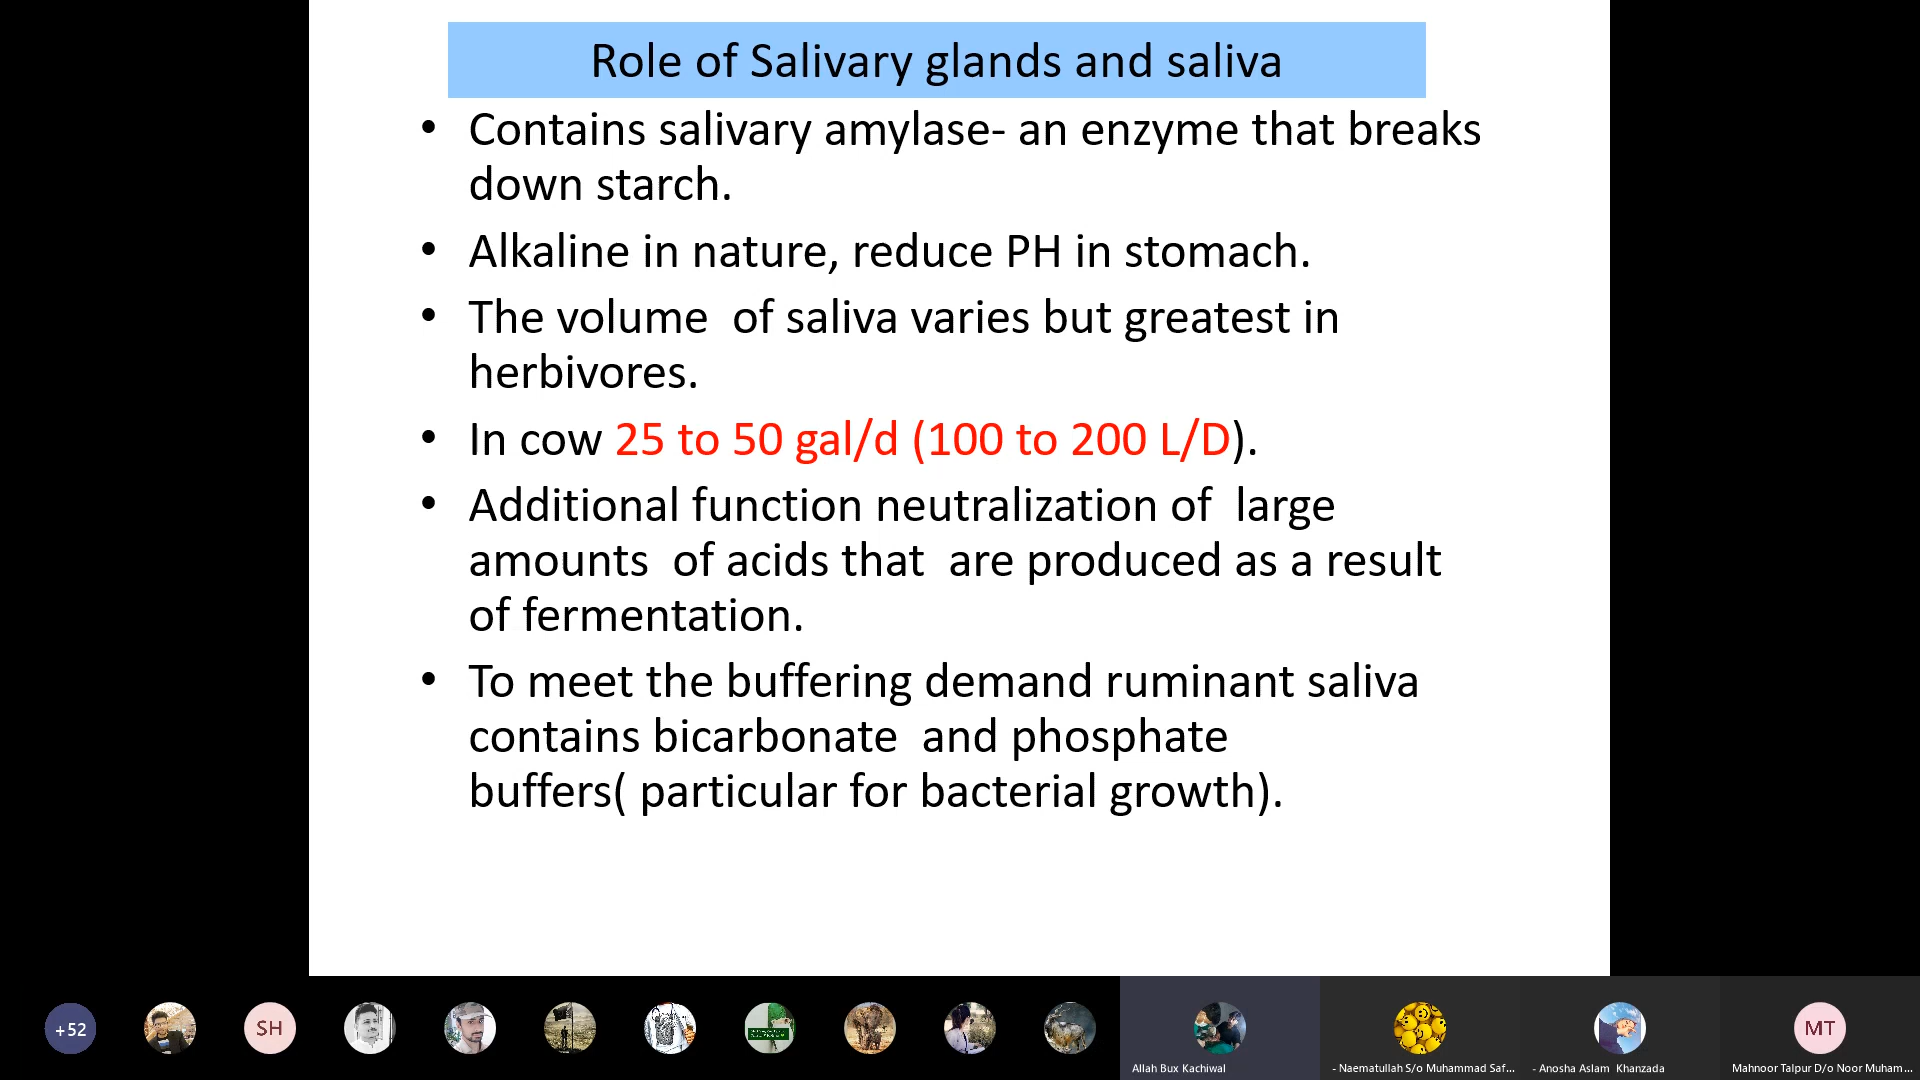 Role of Salivary glands and saliva
• Contains salivary amylase- an enzyme that breaks
down starch.
• Alkaline in nature, reduce PH in stomach.
• The volume  of saliva varies but greatest in
herbivores.
• In cow 25 to 50 gal/d (100 to 200 L/D).
• Additional function neutralization of  large
amounts  of acids that  are produced as a result
of fermentation.
• To meet the buffering demand ruminant saliva
contains bicarbonate  and phosphate
buffers( particular for bacterial growth).
+52
SH
MT
Allah Bux Kachiwal
- Naematullah S/o Muhammad Saf...
- Anosha Aslam  Khanzada
Mahnoor Talpur D/o Noor Muham...